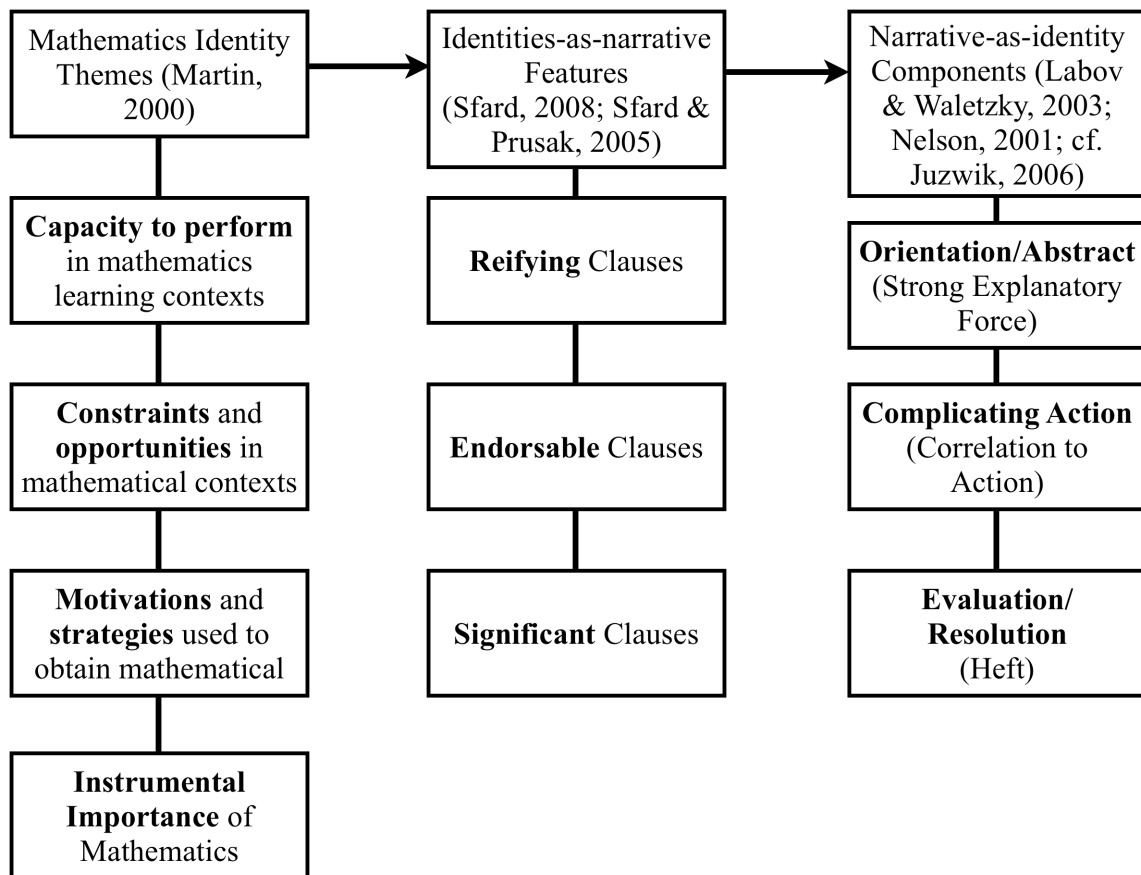 Mathematics Identity
Themes (Martin,
2000)
Capacity to perform
in mathematics
learning contexts
Constraints and
opportunities in
mathematical contexts
Motivations and
strategies used to
obtain mathematical
Instrumental
Importance of
Mathematics
Identities-as-narrative
Features
(Sfard, 2008; Sfard &
Prusak, 2005)
Reifying Clauses
Endorsable Clauses
Significant Clauses
Narrative-as-identity
Components (Labov
& Waletzky, 2003;
Nelson, 2001; cf.
Juzwik, 2006)
Orientation/Abstract
(Strong Explanatory
Force)
Complicating Action
(Correlation to
Action)
Evaluation/
Resolution
(Heft)